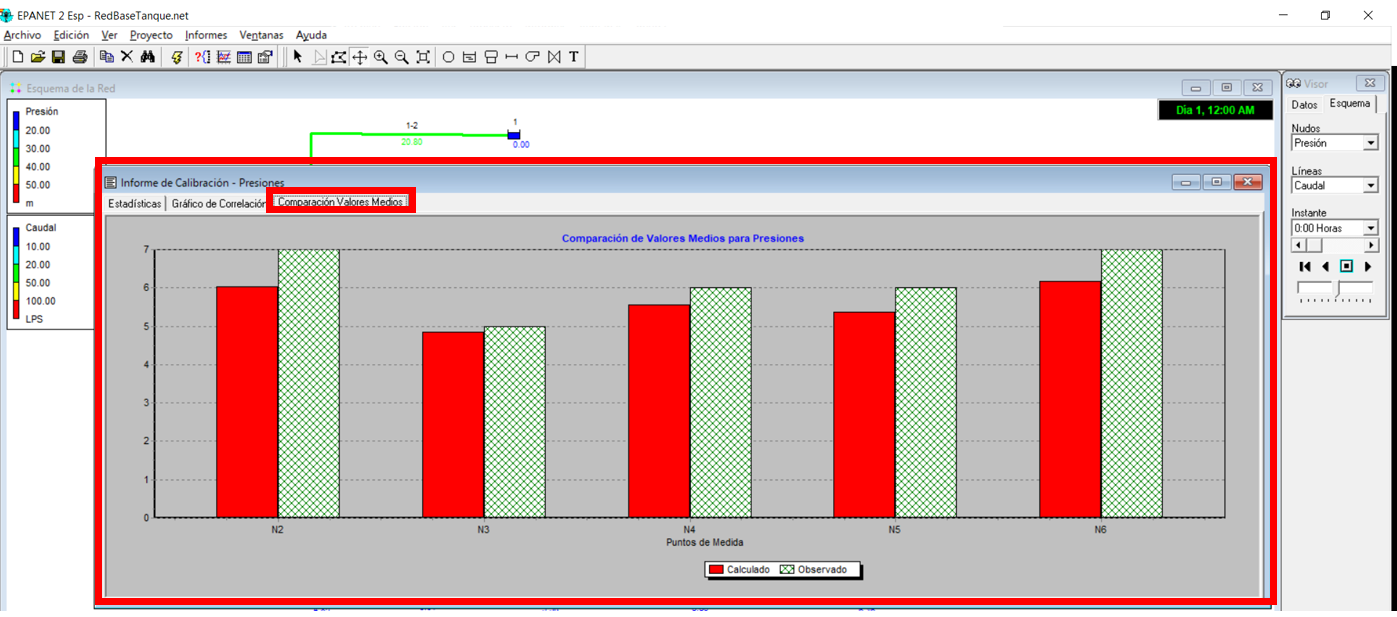 EPANET 2 Esp - RedBaseTanque.net
Archivo Edición Ver Proyecto Informes Ventanas Ayuda
T
Esquema de la Red
Visor
Presión
20.00
30.00
40.00
50.00
m
Caudal
10.00
20.00
50.00
100.00
LPS
1-2
20.80
1
0.00
Dia 1, 12:00 AM
Datos Esquema
Nudos
Presión
Líneas
Caudal
Instante
0:00 Horas
Informe de Calibración - Presiones
Estadísticas Gráfico de Correlación Comparación Valores Medios
Comparación de Valores Medios para Presiones
7
6
5
4
3
2
1
0
N2 N3 N4 N5 N6
Puntos de Medida
Calculado Observado